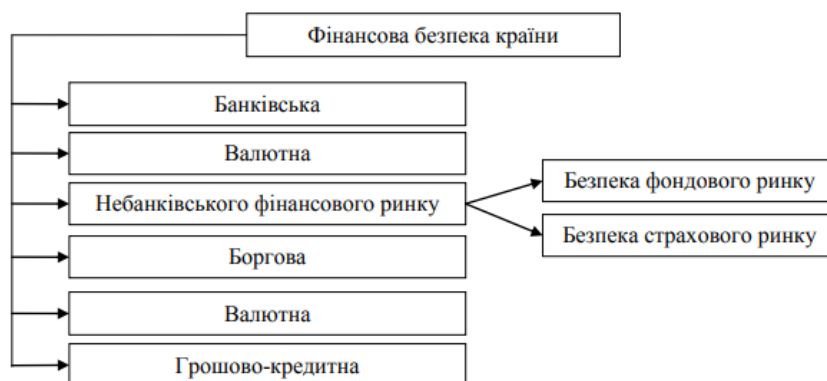 Фінансова безпека країни
Банківська
Валютна
Небанківського фінансового ринку
Безпека фондового ринку
Безпека страхового ринку
Боргова
Валютна
Грошово-кредитна